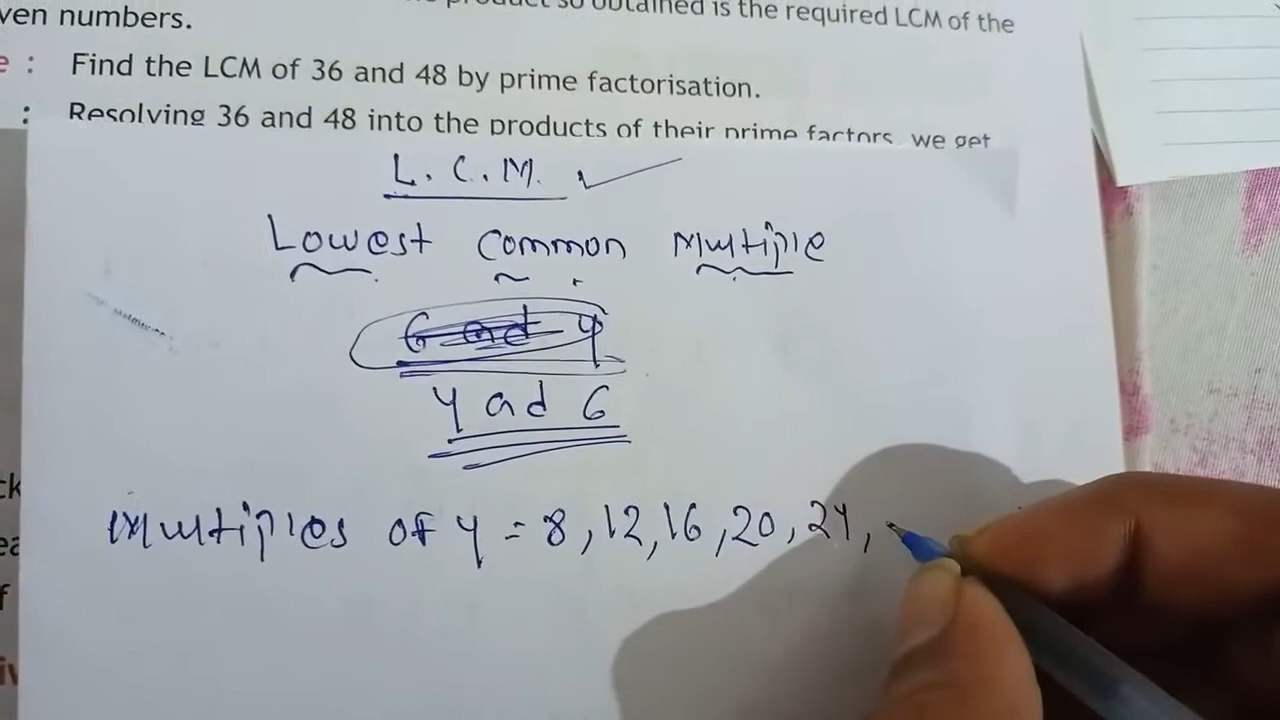 ven numbers.
product so obtained is the required LCM of the
e : Find the LCM of 36 and 48 by prime factorisation.
: Resolving 36 and 48 into the products of their prime factors, we get
L. C. M.
Lowest Common Multiple
6 and 4
4 ad 6
Multiples of 4 = 8, 12, 16, 20, 24,
ck
ea
f